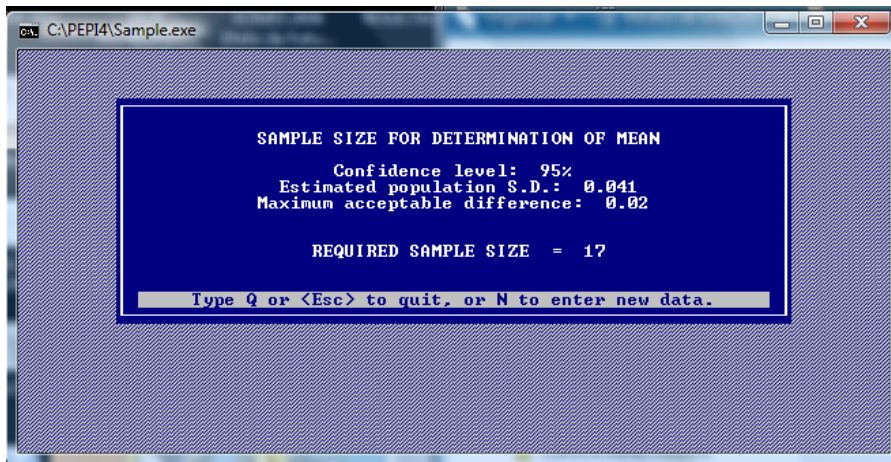 C:\PEPI4\Sample.exe
SAMPLE SIZE FOR DETERMINATION OF MEAN
Confidence level: 95%
Estimated population S.D.: 0.041
Maximum acceptable difference: 0.02
REQUIRED SAMPLE SIZE = 17
Type Q or <Esc> to quit, or N to enter new data.